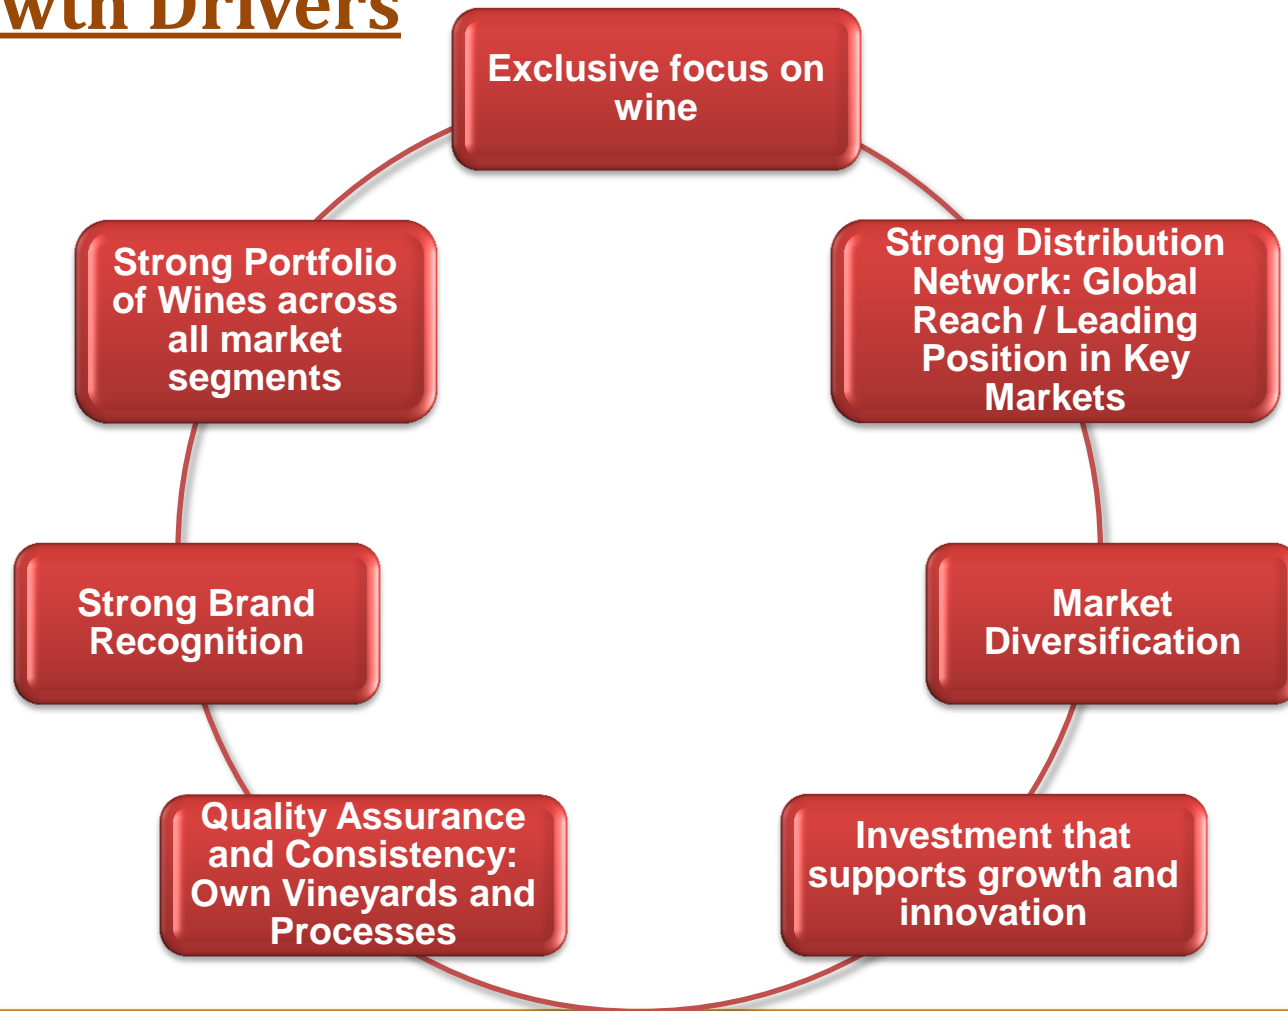 wth Drivers
Exclusive focus on
wine
Strong Distribution
Network: Global
Reach / Leading
Position in Key
Markets
Market
Diversification
Investment that
supports growth and
innovation
Quality Assurance
and Consistency:
Own Vineyards and
Processes
Strong Brand
Recognition
Strong Portfolio
of Wines across
all market
segments